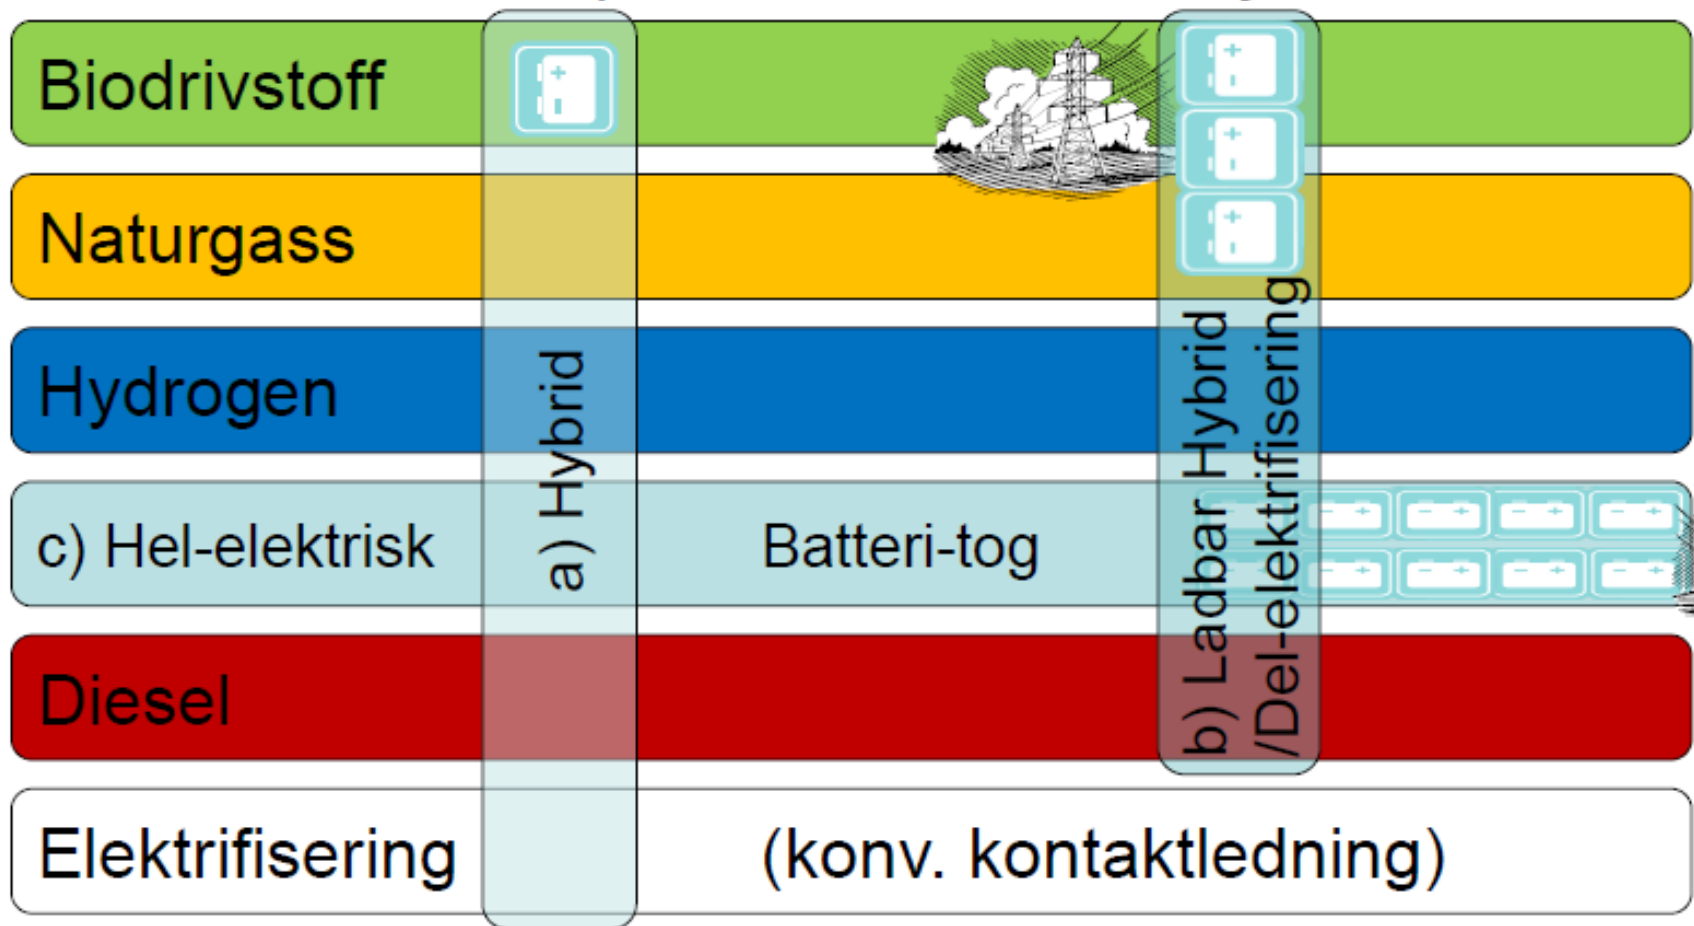 Biodrivstoff
Naturgass
Hydrogen
c) Hel-elektrisk
Batteri-tog
Diesel
Elektrifisering
(konv. kontaktledning)
a) Hybrid
b) Ladbar Hybrid
/Del-elektrifisering